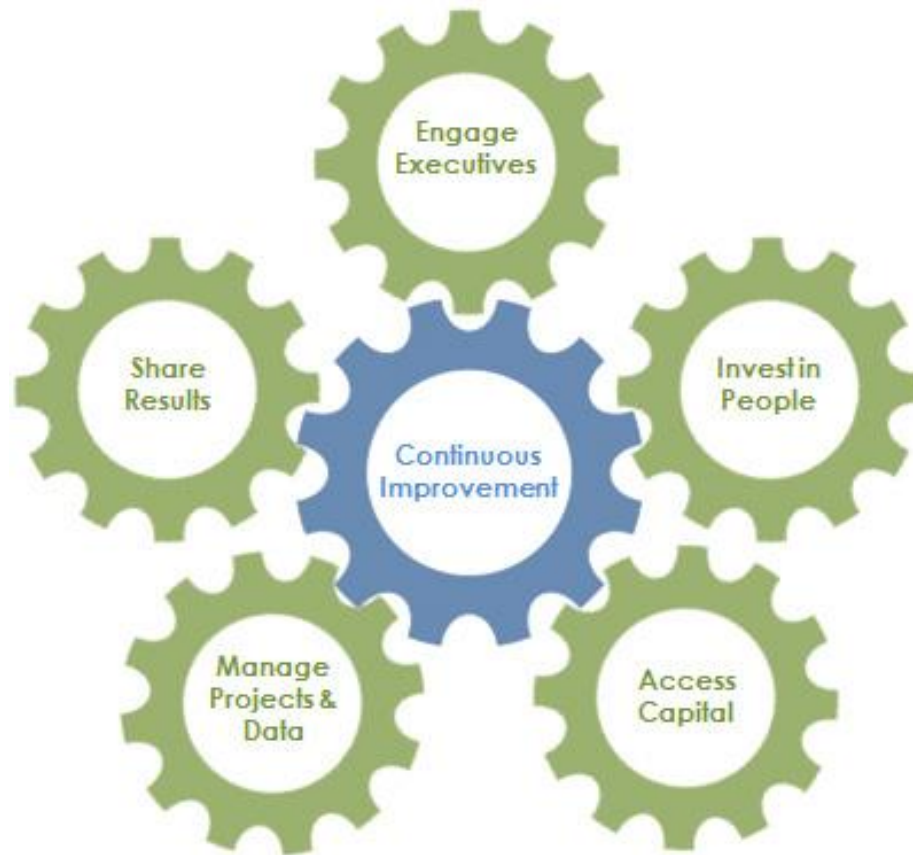 Engage
Executives
Share
Results
Invest in
People
Continuous
Improvement
Manage
Projects &
Data
Access
Capital